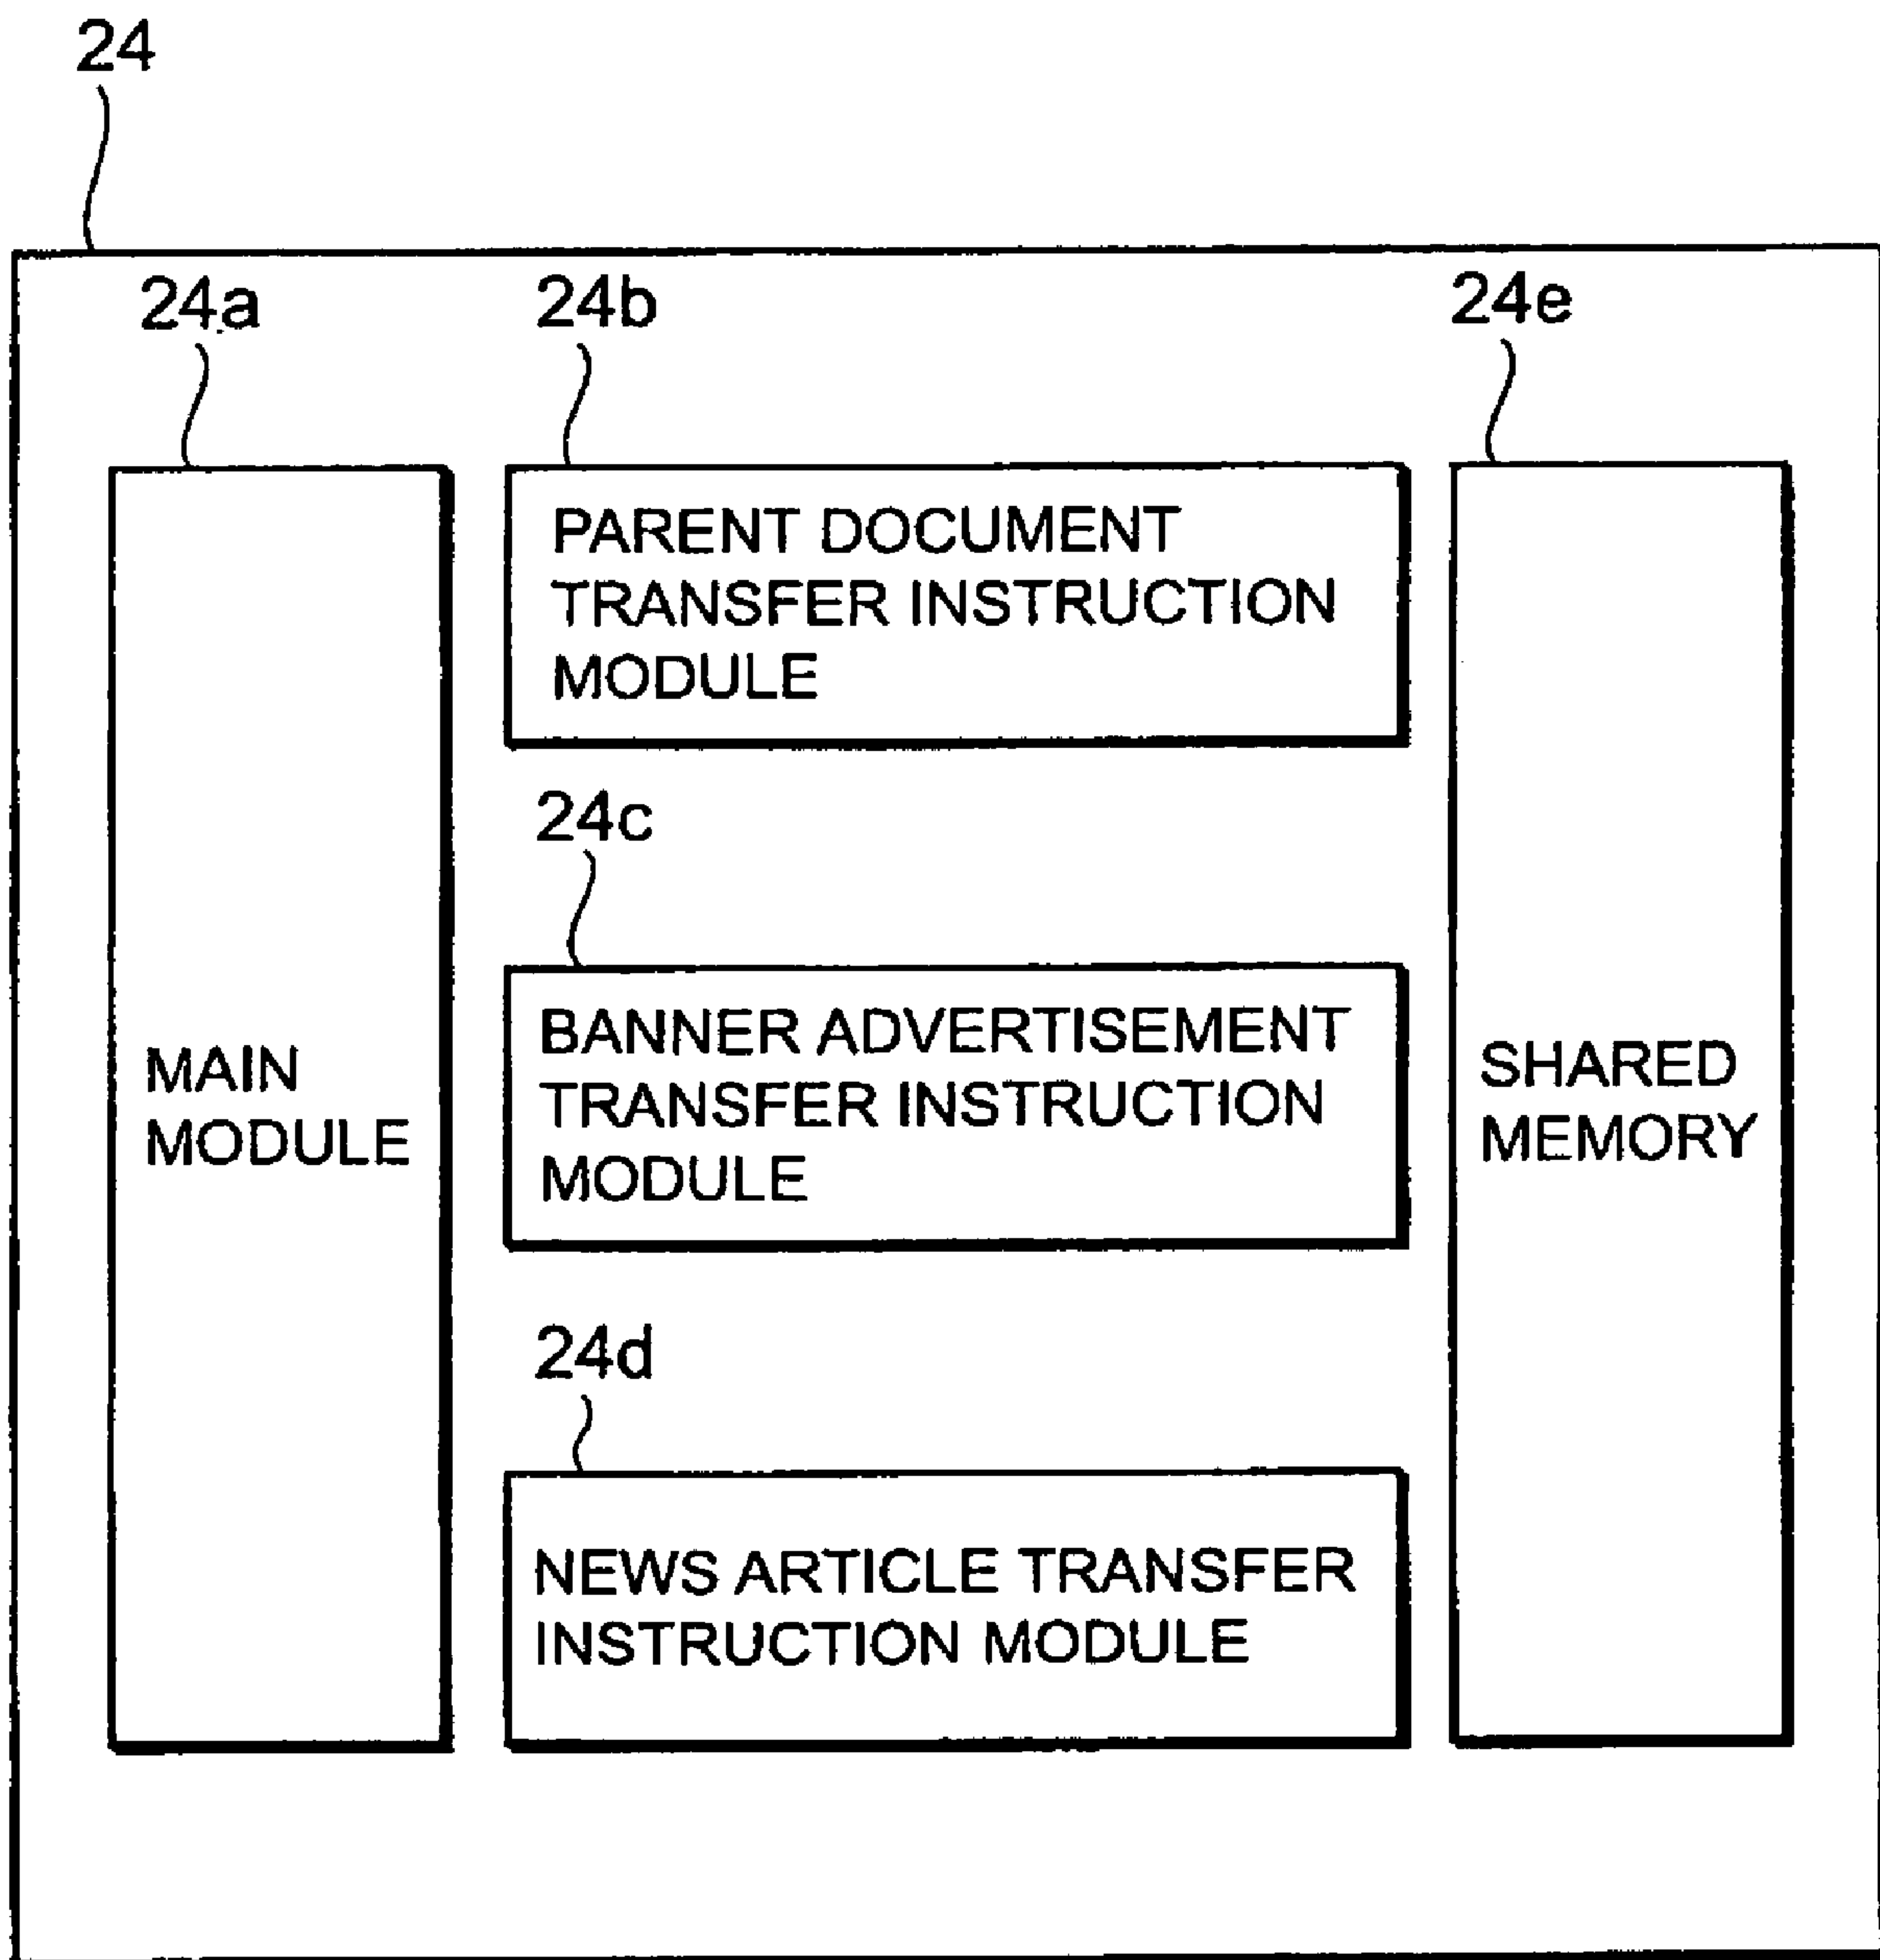 24
24a
24b
24e
PARENT DOCUMENT
TRANSFER INSTRUCTION
MODULE
24c
MAIN
MODULE
BANNER ADVERTISEMENT
TRANSFER INSTRUCTION
MODULE
SHARED
MEMORY
24d
NEWS ARTICLE TRANSFER
INSTRUCTION MODULE